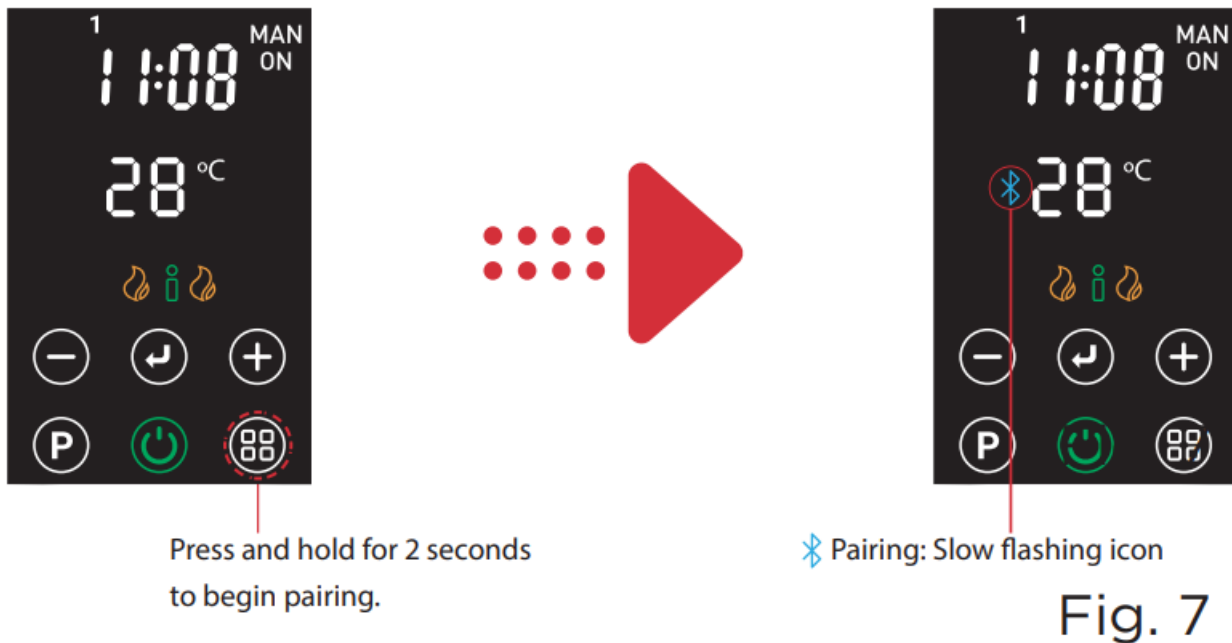 1
MAN
ON
11:08
28 °C
P
Press and hold for 2 seconds
to begin pairing.
1
MAN
ON
11:08
28 °C
P
Pairing: Slow flashing icon
Fig. 7